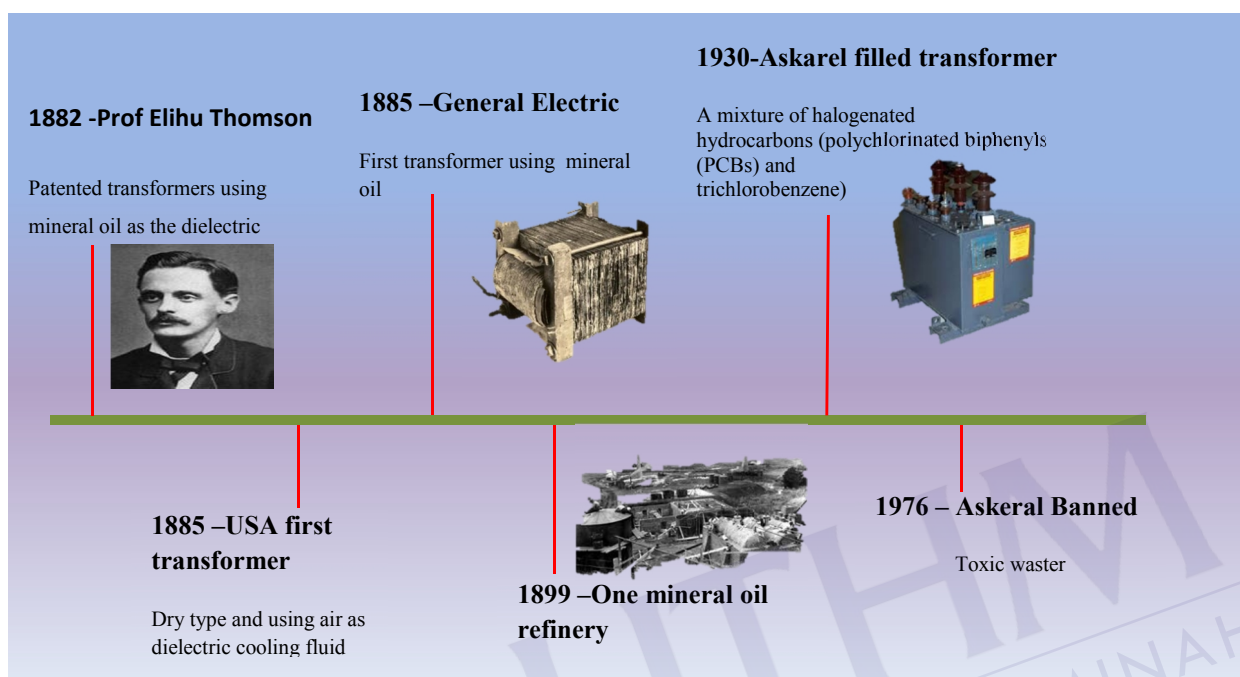 1882 -Prof Elihu Thomson
Patented transformers using
mineral oil as the dielectric
1885 –General Electric
First transformer using mineral
oil
1930-Askarel filled transformer
A mixture of halogenated
hydrocarbons (polychlorinated biphenyls
(PCBs) and
trichlorobenzene)
1885 –USA first
transformer
Dry type and using air as
dielectric cooling fluid
1899 –One mineral oil
refinery
1976 – Askeral Banned
Toxic waster
UTHM
AMINAH